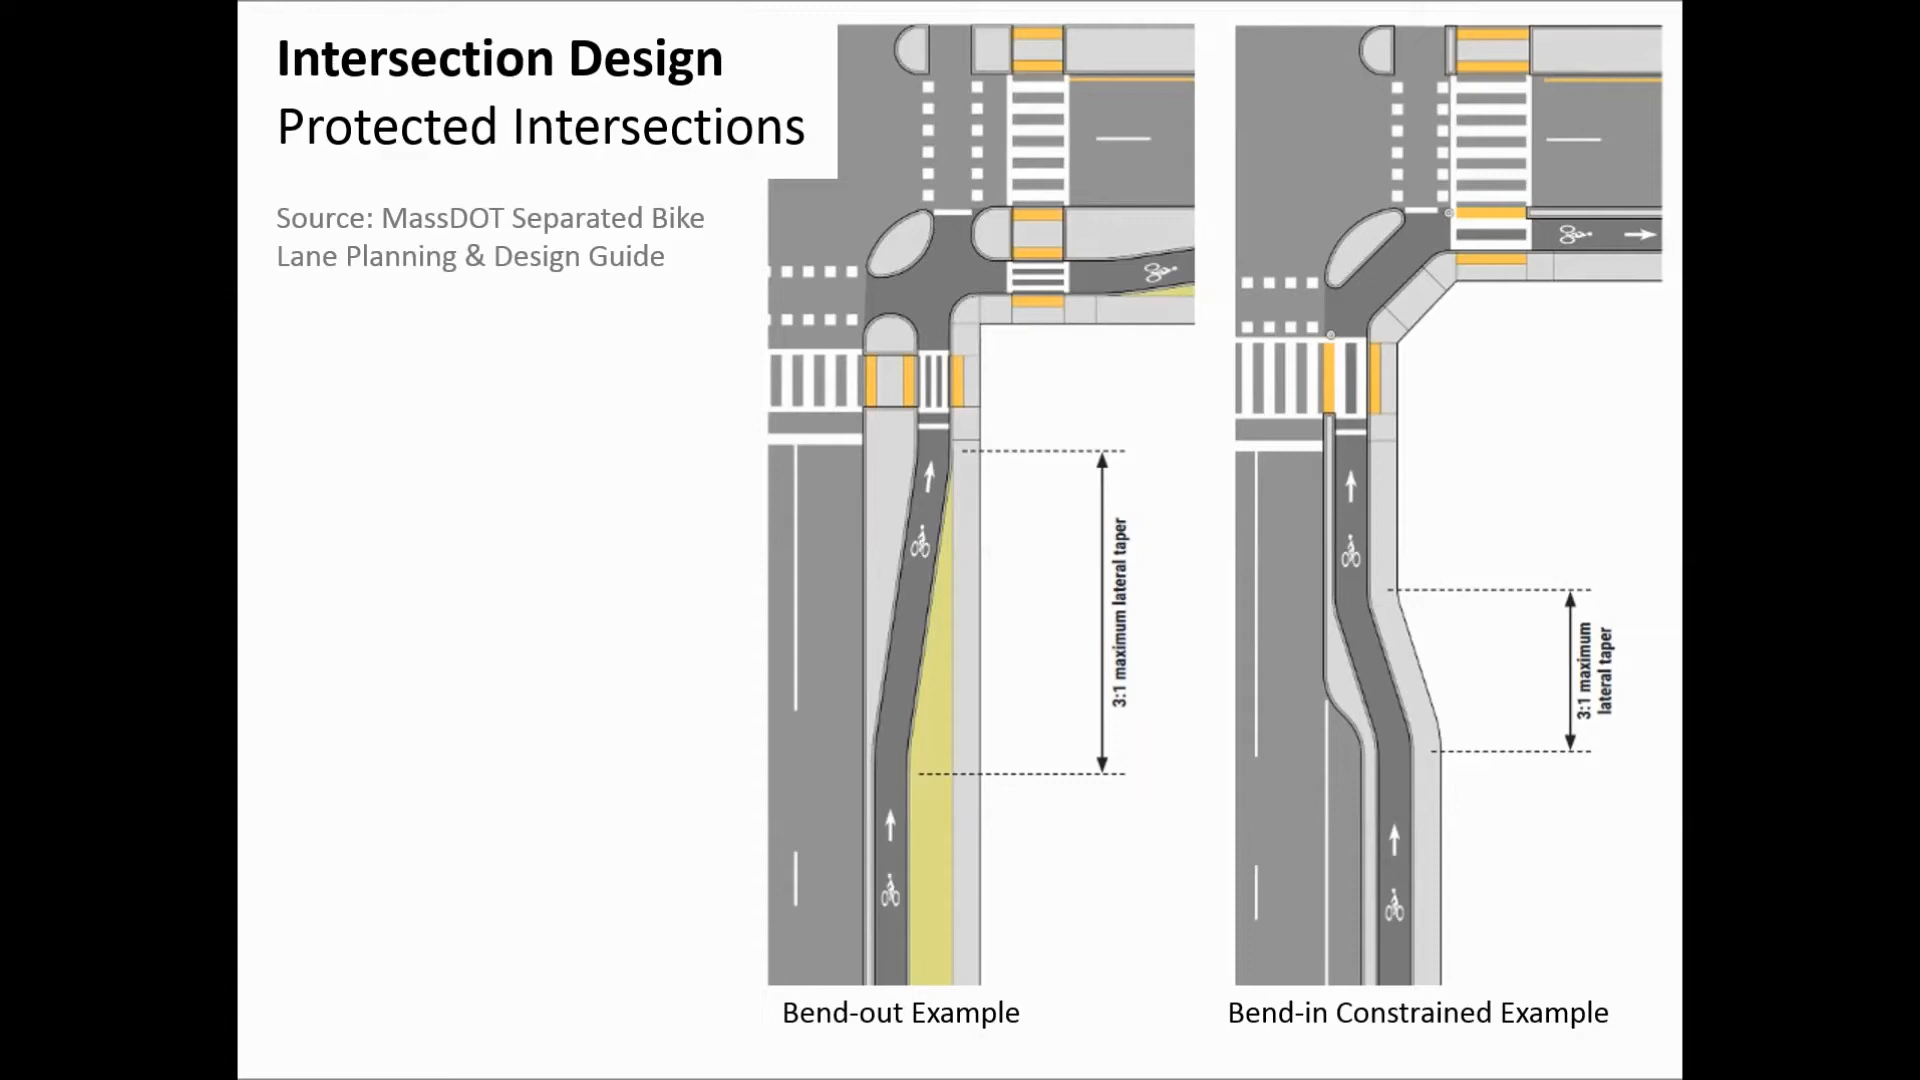 Intersection Design
Protected Intersections
Source: MassDOT Separated Bike
Lane Planning & Design Guide
3:1 maximum lateral taper
3:1 maximum
lateral taper
Bend-out Example
Bend-in Constrained Example